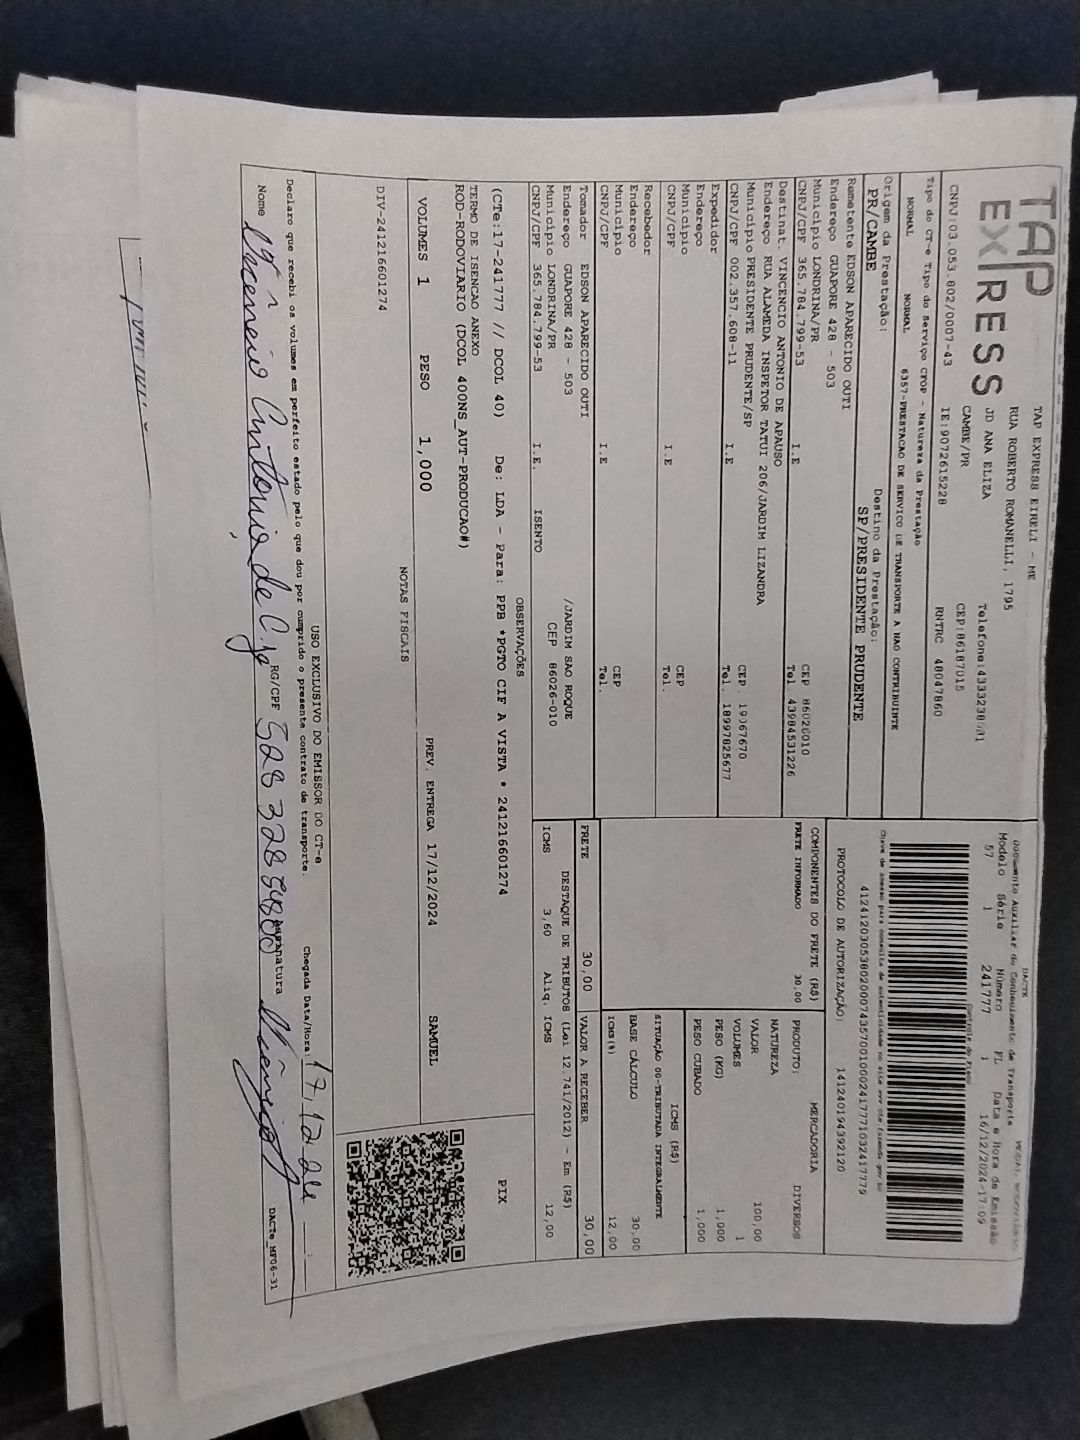 TAP
EXPRESS
TAP EXPRESS EIRELI - ME
RUA ROBERTO ROMANELLI, 1795
JD ANA ELIZA
CAMBE/PR
CEP:86187015
CNPJ:03.053.802/0007-43
IE:9072615228
RNTRC 48047860
DACTE
Documento Auxiliar do Conhecimento de Transporte
Modelo Série Número FL Data e Hora de Emissão
57 1 241777 1 16/12/2024-17:09
Controle do Fisco
Tipo do CT-e Tipo do Serviço CFOP - Natureza da Prestação
NORMAL NORMAL 6357-PRESTACAO DE SERVICO DE TRANSPORTE A NAO CONTRIBUINTE
Origem da Prestação: Destino da Prestação:
PR/CAMBE SP/PRESIDENTE PRUDENTE
PROTOCOLO DE AUTORIZAÇÃO: 141240194392120
Remetente EDSON APARECIDO OUTI
Endereço GUAPORE 428 - 503
Município LONDRINA/PR CEP 86026010
CNPJ/CPF 365.784.799-53 I.E Tel. 43984531226
Destinat. VINCENCIO ANTONIO DE APAUSO
Endereço RUA ALAMEDA INSPETOR TATUI 206/JARDIM LIZANDRA
Município PRESIDENTE PRUDENTE/SP CEP 19067670
CNPJ/CPF 002.357.608-11 I.E Tel. 18997825677
Expedidor
Endereço
Município CEP
CNPJ/CPF I.E Tel.
Recebedor
Endereço
Município CEP
CNPJ/CPF I.E Tel.
Tomador EDSON APARECIDO OUTI
Endereço GUAPORE 428 - 503 /JARDIM SAO ROQUE
Município LONDRINA/PR CEP 86026-010
CNPJ/CPF 365.784.799-53 I.E. ISENTO
COMPONENTES DO FRETE (R$)
FRETE INFORMADO 30,00
PRODUTO: MERCADORIA
NATUREZA DIVERSOS
VALOR 100,00
VOLUMES 1
PESO (KG) 1,000
PESO CUBADO 1,000
ICMS (R$)
SITUAÇÃO 00-TRIBUTADA INTEGRALMENTE
BASE CÁLCULO 30,00
ICMS(%) 12,00
FRETE 30,00 VALOR A RECEBER 30,00
DESTAQUE DE TRIBUTOS (Lei 12.741/2012) - Em (R$)
ICMS 3,60 Aliq. ICMS 12,00
OBSERVAÇÕES
(CTe:17-241777 // DCOL 40) De: LDA - Para: PPB *PGTO CIF A VISTA * 241216601274
TERMO DE ISENCAO ANEXO
ROD-RODOVIARIO (DCOL 400NS_AUT-PRODUCAO#)
PIX
VOLUMES 1 PESO 1,000 PREV. ENTREGA 17/12/2024 SAMUEL
NOTAS FISCAIS
DIV-241216601274
USO EXCLUSIVO DO EMISSOR DO CT-e
Declaro que recebi os volumes em perfeito estado pelo que dou por cumprido o presente contrato de transporte.
Chegada Data/Hora
Nome RG/CPF Assinatura
DACTe_MF06-31